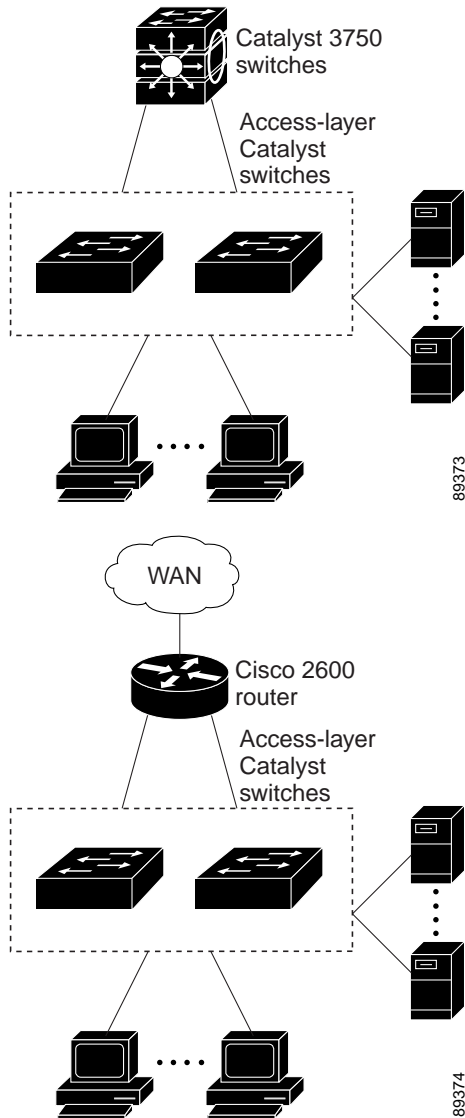 Catalyst 3750
switches
Access-layer
Catalyst
switches
89373
WAN
Cisco 2600
router
Access-layer
Catalyst
switches
89374